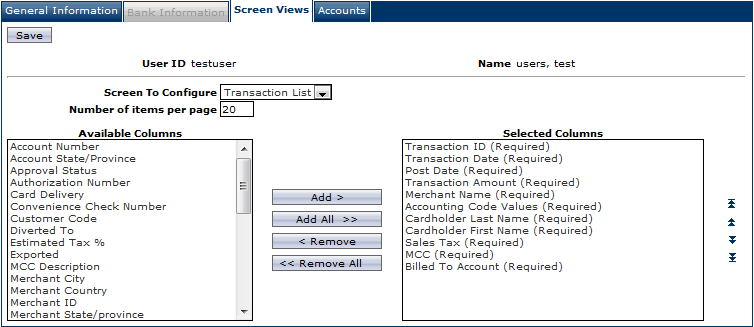 General Information Bank Information Screen Views Accounts
Save
User ID testuser Name users, test
Screen To Configure Transaction List
Number of items per page 20
Available Columns
Account Number
Account State/Province
Approval Status
Authorization Number
Card Delivery
Convenience Check Number
Customer Code
Diverted To
Estimated Tax %
Exported
MCC Description
Merchant City
Merchant Country
Merchant ID
Merchant State/province
Add >
Add All >>
< Remove
<< Remove All
Selected Columns
Transaction ID (Required)
Transaction Date (Required)
Post Date (Required)
Transaction Amount (Required)
Merchant Name (Required)
Accounting Code Values (Required)
Cardholder Last Name (Required)
Cardholder First Name (Required)
Sales Tax (Required)
MCC (Required)
Billed To Account (Required)